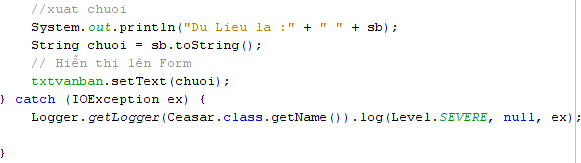 //xuat chuoi
System.out.println("Du Lieu la :" + " " + sb);
String chuoi = sb.toString();
// Hiển thị lên Form
txtvanban.setText(chuoi);
} catch (IOException ex) {
Logger.getLogger(Ceasar.class.getName()).log(Level.SEVERE, null, ex);
}